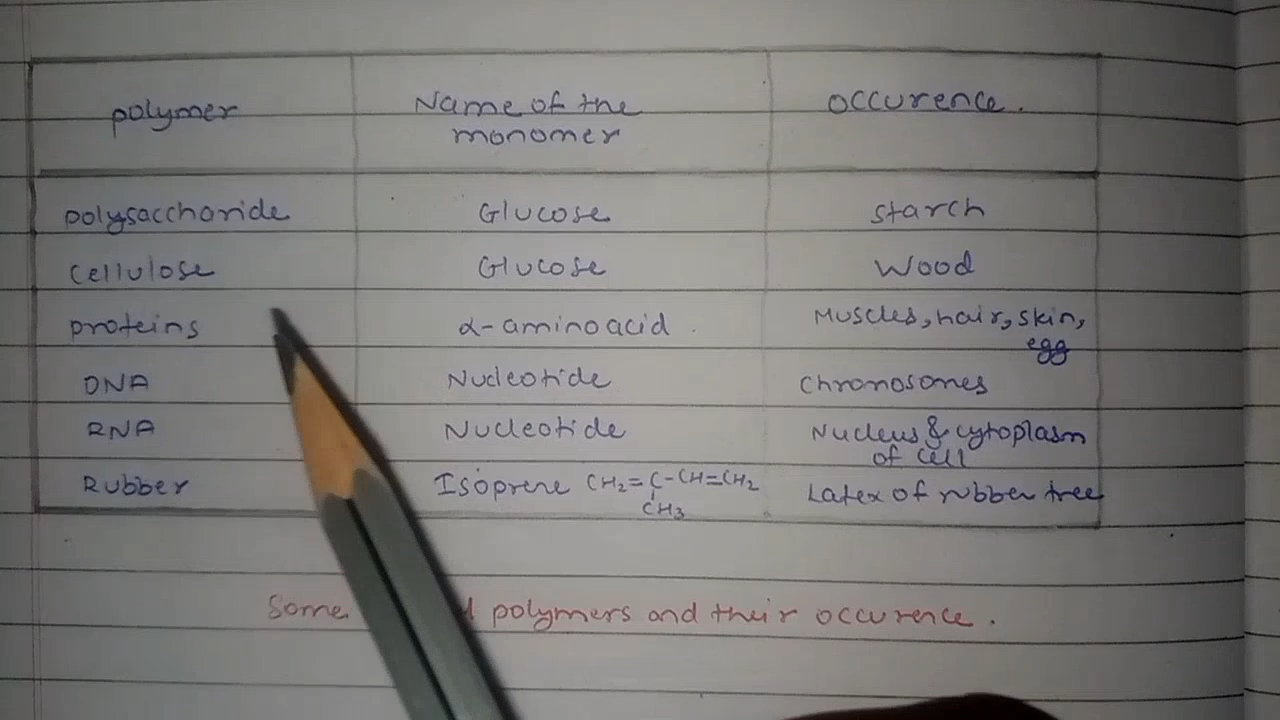 polymer Name of the monomer occurence.
polysaccharide Glucose starch
cellulose Glucose Wood
proteins α-aminoacid Muscles, hair, skin, egg
DNA Nucleotide chromosomes
RNA Nucleotide Nucleus & cytoplasm of cell
Rubber Isoprene CH2=C-CH=CH2 Latex of rubber tree
CH3
Some polymers and their occurence.